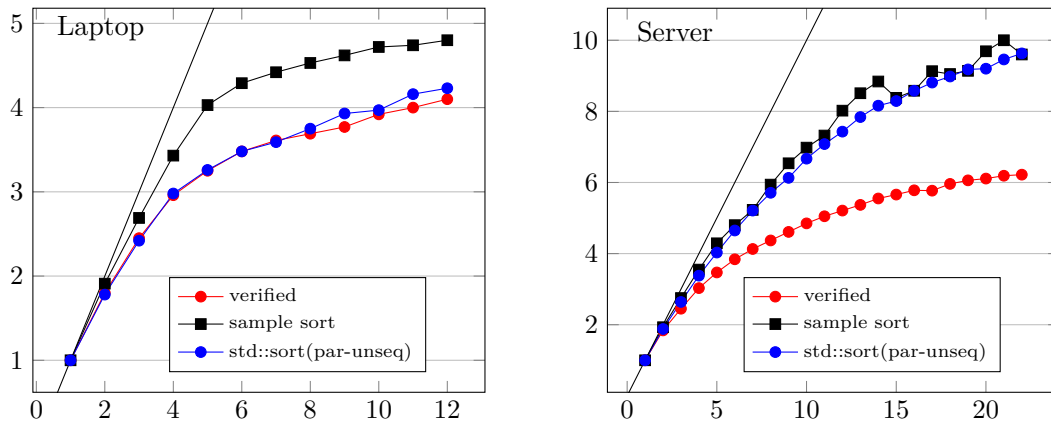 Laptop
5
4
3
2
1
verified
sample sort
std::sort(par-unseq)
0 2 4 6 8 10 12
Server
10
8
6
4
2
verified
sample sort
std::sort(par-unseq)
0 5 10 15 20